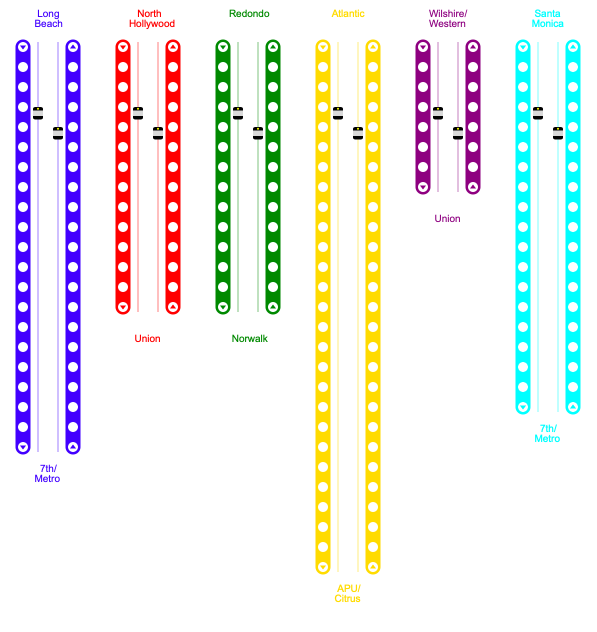 Long
Beach
North
Hollywood
Redondo
Atlantic
Wilshire/
Western
Santa
Monica
Union
Union
Norwalk
7th/
Metro
7th/
Metro
APU/
Citrus